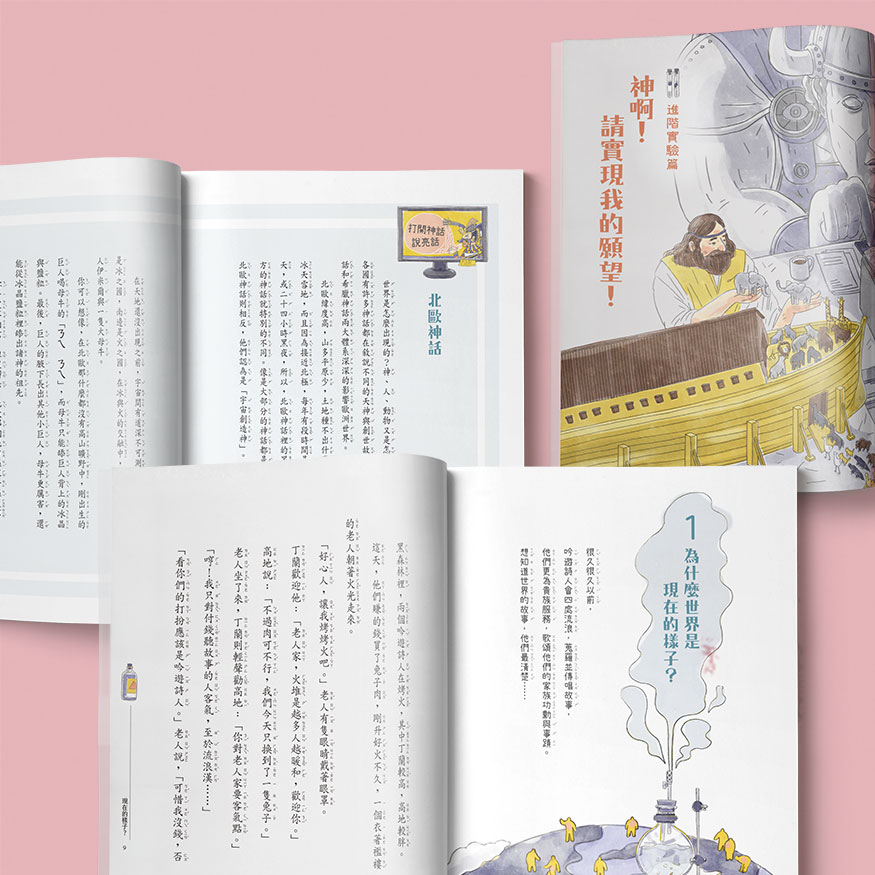 進階實驗篇
神啊!
請實現我的願望!
打開神話
說亮話
北歐神話
世界是怎麼出現的?神、人、動物又是怎
各國有許多神話都在敘說不同的天神與創世故
話和希臘神話兩大體系深深的影響歐洲世界。
北歐緯度高,山多平原少,土地種不出什
冰天雪地,而且因為接近北極,每年有段時間
天,或二十四小時黑夜,所以,北歐神話裡的
方的神話說特別的不同。像是大部分的神話都
北歐神話則相反,他們認為是「宇宙創造神」。
在天地還沒出現之前,宇宙間有道深不可測
是冰之國,南邊是火之國,在冰與火的交融中,
人伊米爾與一隻大母牛。
你可以想像,在北歐那什麼都沒有高山曠野中,剛出生的
巨人喝母牛的「ㄋㄟㄋㄟ」,而母牛只能舔巨人背上的冰晶
與鹽粒。最後,巨人的腋下長出其他小巨人,母牛更厲害,還
能從冰晶鹽粒裡舔出諸神的祖先。
1
為什麼世界是
現在的樣子?
很久很久以前,
吟遊詩人會四處流浪,蒐羅並傳唱故事,
他們更為貴族服務,歌頌他們的家族功勳與事蹟。
想知道世界的故事,他們最清楚……
黑森林裡,兩個吟遊詩人在烤火,其中丁蘭較高,高地較胖。
這天,他們賺的錢買了兔子肉,剛升好火不久,一個衣著襤褸
的老人朝著火光走來。
「好心人,讓我烤烤火吧。」老人有隻眼睛戴著眼罩。
丁蘭歡迎他:「老人家,火堆是越多人越暖和,歡迎你。」
高地說:「不過肉可不行,我們今天只換到了一隻兔子。」
老人坐了來,丁蘭則輕聲勸高地:「你對老人家要客氣點。」
「哼!我只對付錢聽故事的人客氣,至於流浪漢……」
「看你們的打扮應該是吟遊詩人。」老人說,「可惜我沒錢,否
現在的樣子?
9